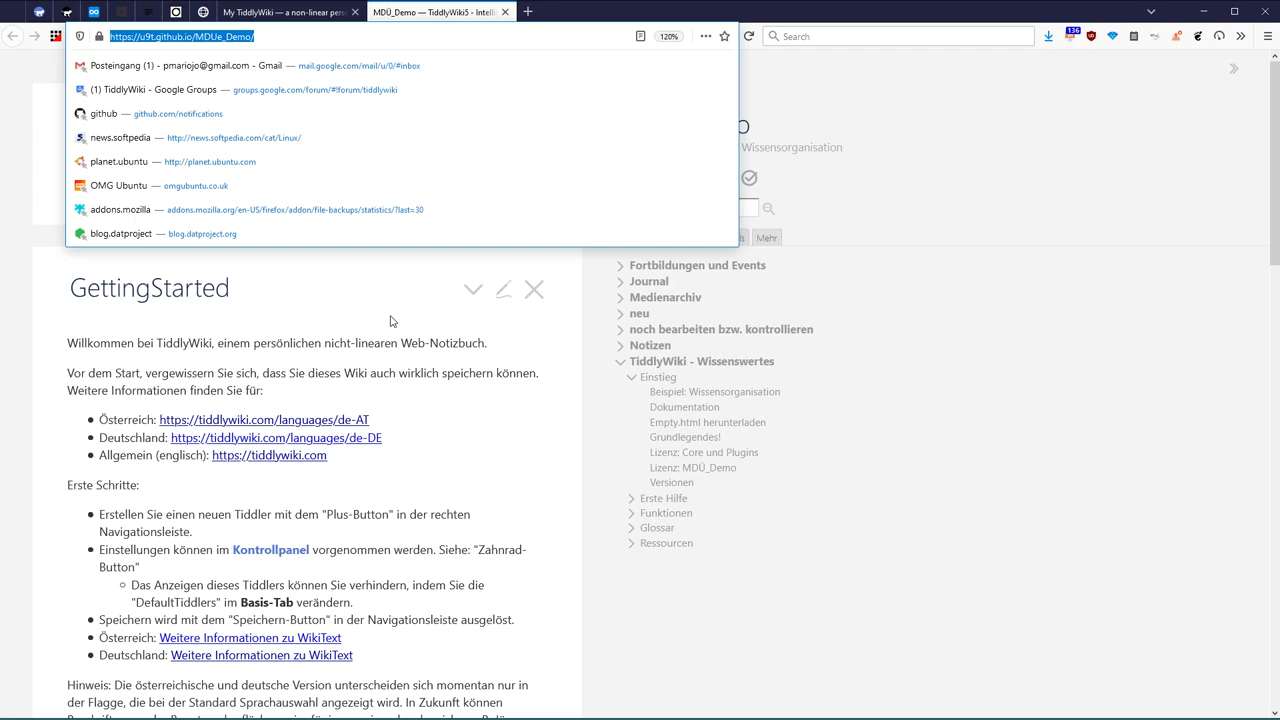 My TiddlyWiki — a non-linear pers
MDÜ_Demo — TiddlyWiki5 - Intelli
https://u9t.github.io/MDUe_Demo/
120%
Search
136
Posteingang (1) - pmariojo@gmail.com - Gmail — mail.google.com/mail/u/0/#inbox
(1) TiddlyWiki - Google Groups — groups.google.com/forum/#!forum/tiddlywiki
github — github.com/notifications
news.softpedia — http://news.softpedia.com/cat/Linux/
planet.ubuntu — http://planet.ubuntu.com
OMG Ubuntu — omgubuntu.co.uk
addons.mozilla — addons.mozilla.org/en-US/firefox/addon/file-backups/statistics/?last=30
blog.datproject — blog.datproject.org
o
Wissensorganisation
ls
Mehr
GettingStarted
Willkommen bei TiddlyWiki, einem persönlichen nicht-linearen Web-Notizbuch.
Vor dem Start, vergewissern Sie sich, dass Sie dieses Wiki auch wirklich speichern können.
Weitere Informationen finden Sie für:
Österreich: https://tiddlywiki.com/languages/de-AT
Deutschland: https://tiddlywiki.com/languages/de-DE
Allgemein (englisch): https://tiddlywiki.com
Erste Schritte:
Erstellen Sie einen neuen Tiddler mit dem "Plus-Button" in der rechten
Navigationsleiste.
Einstellungen können im Kontrollpanel vorgenommen werden. Siehe: "Zahnrad-
Button"
Das Anzeigen dieses Tiddlers können Sie verhindern, indem Sie die
"DefaultTiddlers" im Basis-Tab verändern.
Speichern wird mit dem "Speichern-Button" in der Navigationsleiste ausgelöst.
Österreich: Weitere Informationen zu WikiText
Deutschland: Weitere Informationen zu WikiText
Hinweis: Die österreichische und deutsche Version unterscheiden sich momentan nur in
der Flagge, die bei der Standard Sprachauswahl angezeigt wird. In Zukunft können
Fortbildungen und Events
Journal
Medienarchiv
neu
noch bearbeiten bzw. kontrollieren
Notizen
TiddlyWiki - Wissenswertes
Einstieg
Beispiel: Wissensorganisation
Dokumentation
Empty.html herunterladen
Grundlegendes!
Lizenz: Core und Plugins
Lizenz: MDÜ_Demo
Versionen
Erste Hilfe
Funktionen
Glossar
Ressourcen